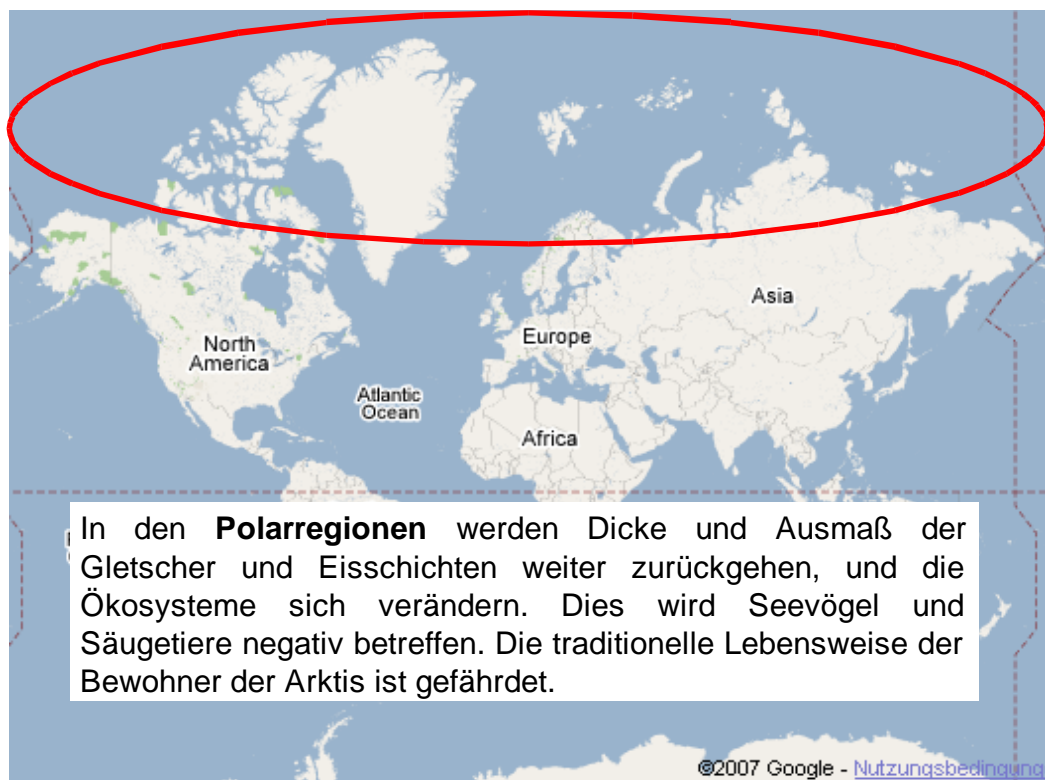 Asia
Europe
North
America
Atlantic
Ocean
Africa
In den Polarregionen werden Dicke und Ausmaß der
Gletscher und Eisschichten weiter zurückgehen, und die
Ökosysteme sich verändern. Dies wird Seevögel und
Säugetiere negativ betreffen. Die traditionelle Lebensweise der
Bewohner der Arktis ist gefährdet.
©2007 Google - Nutzungsbedingung